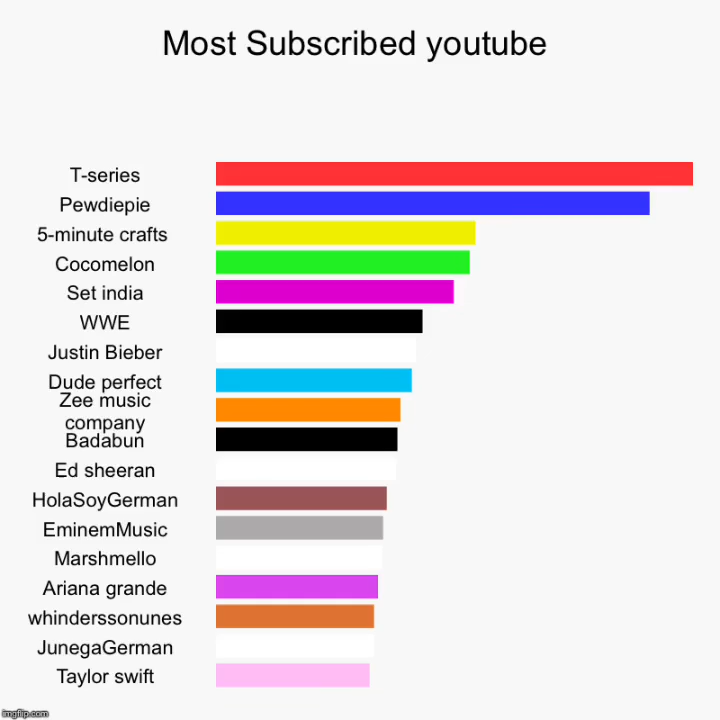 Most Subscribed youtube
T-series
Pewdiepie
5-minute crafts
Cocomelon
Set india
WWE
Justin Bieber
Dude perfect
Zee music
company
Badabun
Ed sheeran
HolaSoyGerman
EminemMusic
Marshmello
Ariana grande
whinderssonunes
JunegaGerman
Taylor swift
imgflip.com